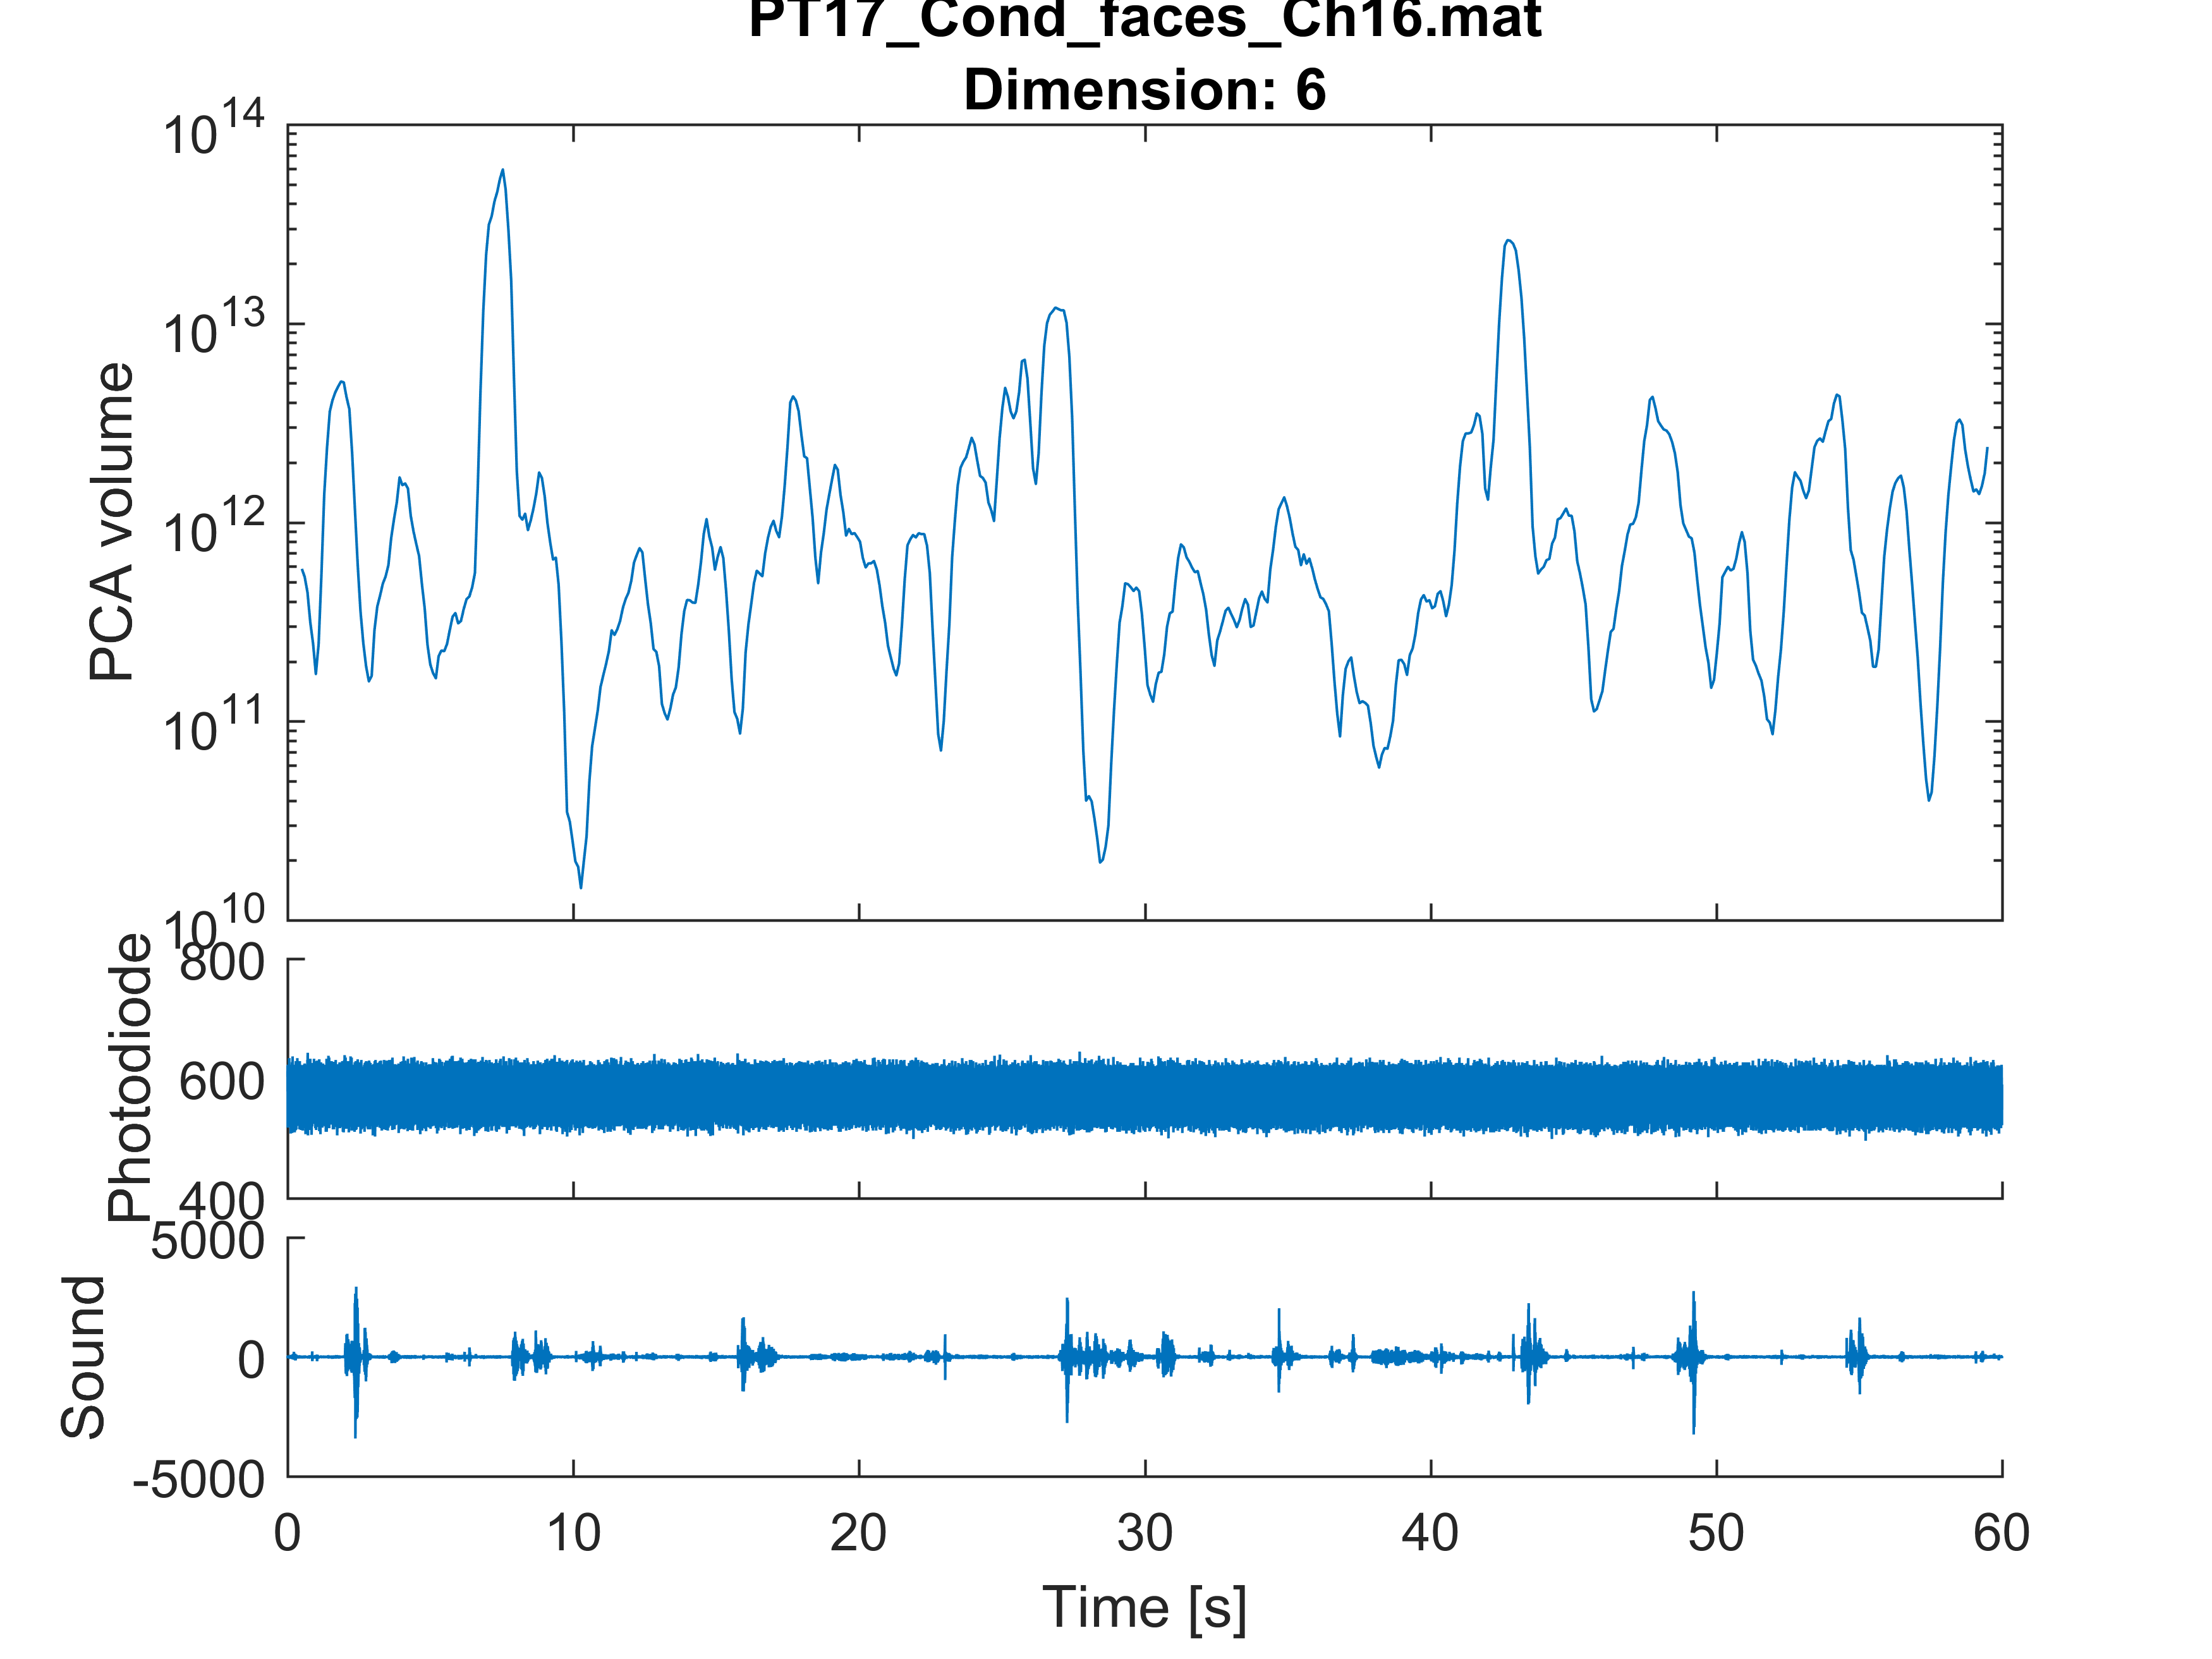 PT17_Cond_faces_Ch16.mat
Dimension: 6
10^14
10^13
10^12
10^11
10^10
PCA volume
800
600
400
Photodiode
5000
0
-5000
Sound
0 10 20 30 40 50 60
Time [s]